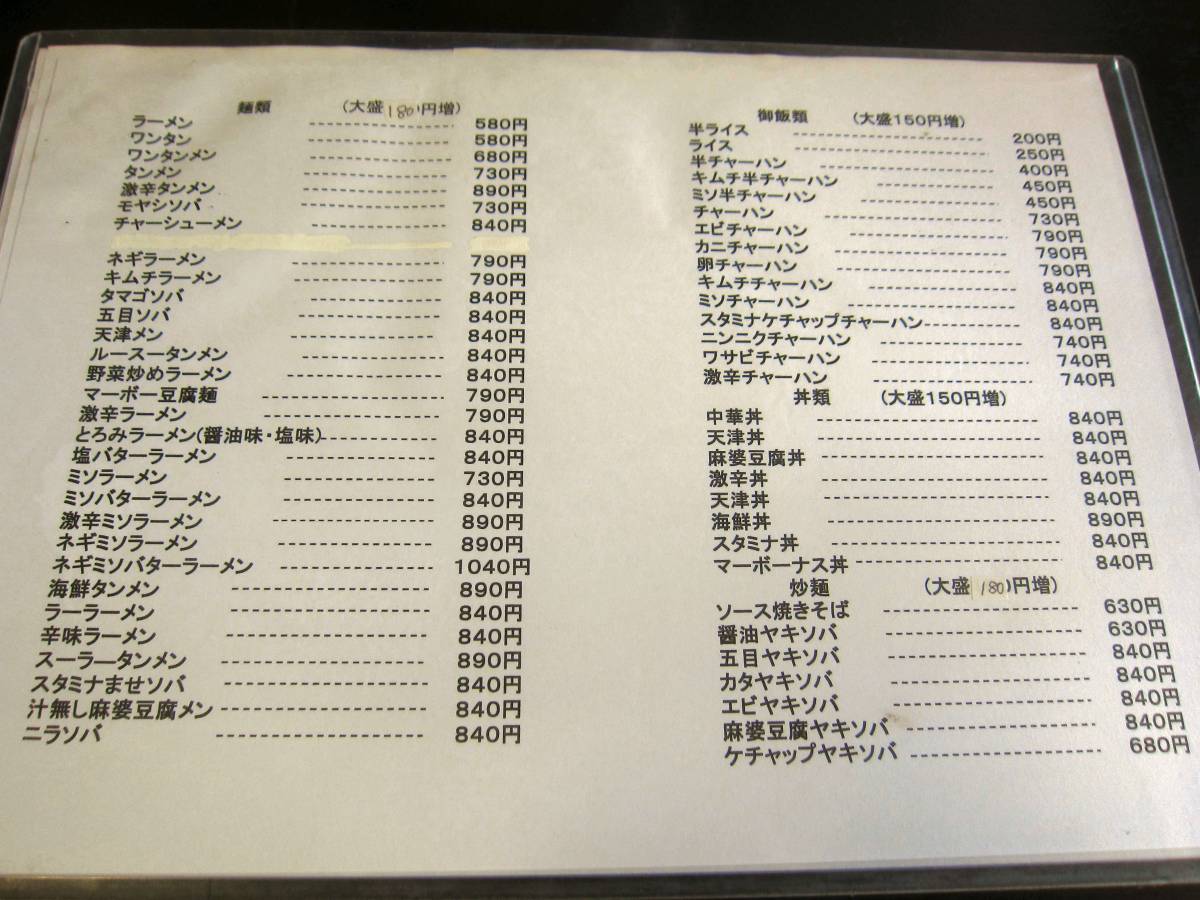 麺類 (大盛180円増)
ラーメン 580円
ワンタン 580円
ワンタンメン 680円
タンメン 730円
激辛タンメン 890円
モヤシソバ 730円
チャーシューメン 840円
ネギラーメン 790円
キムチラーメン 790円
タマゴソバ 840円
五目ソバ 840円
天津メン 840円
ルースータンメン 840円
野菜炒めラーメン 840円
マーボー豆腐麺 790円
激辛ラーメン 790円
とろみラーメン(醤油味・塩味) 840円
塩バターラーメン 840円
ミソラーメン 730円
ミソバターラーメン 840円
激辛ミソラーメン 890円
ネギミソラーメン 890円
ネギミソバターラーメン 1040円
海鮮タンメン 890円
ラーラーメン 840円
辛味ラーメン 840円
スーラータンメン 890円
スタミナませソバ 840円
汁無し麻婆豆腐メン 840円
ニラソバ 840円
御飯類 (大盛150円増)
半ライス 200円
ライス 250円
半チャーハン 400円
キムチ半チャーハン 450円
ミソ半チャーハン 450円
チャーハン 730円
エビチャーハン 790円
カニチャーハン 790円
卵チャーハン 790円
キムチチャーハン 840円
ミソチャーハン 840円
スタミナケチャップチャーハン 840円
ニンニクチャーハン 740円
ワサビチャーハン 740円
激辛チャーハン 740円
丼類 (大盛150円増)
中華丼 840円
天津丼 840円
麻婆豆腐丼 840円
激辛丼 840円
天津丼 840円
海鮮丼 890円
スタミナ丼 840円
マーボーナス丼 840円
炒麺 (大盛180円増)
ソース焼きそば 630円
醤油ヤキソバ 630円
五目ヤキソバ 840円
カタヤキソバ 840円
エビヤキソバ 840円
麻婆豆腐ヤキソバ 840円
ケチャップヤキソバ 680円